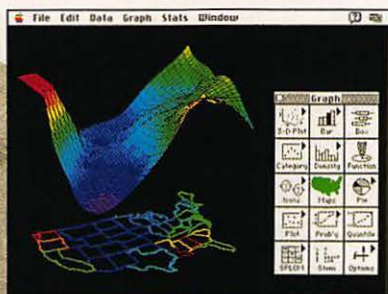 File Edit Data Graph Stats Window
Graph
3-D Plot Bar Box
Category Density Function
Icons Maps Pie
Plot Prob'y Quantile
SPLOM Stem Options